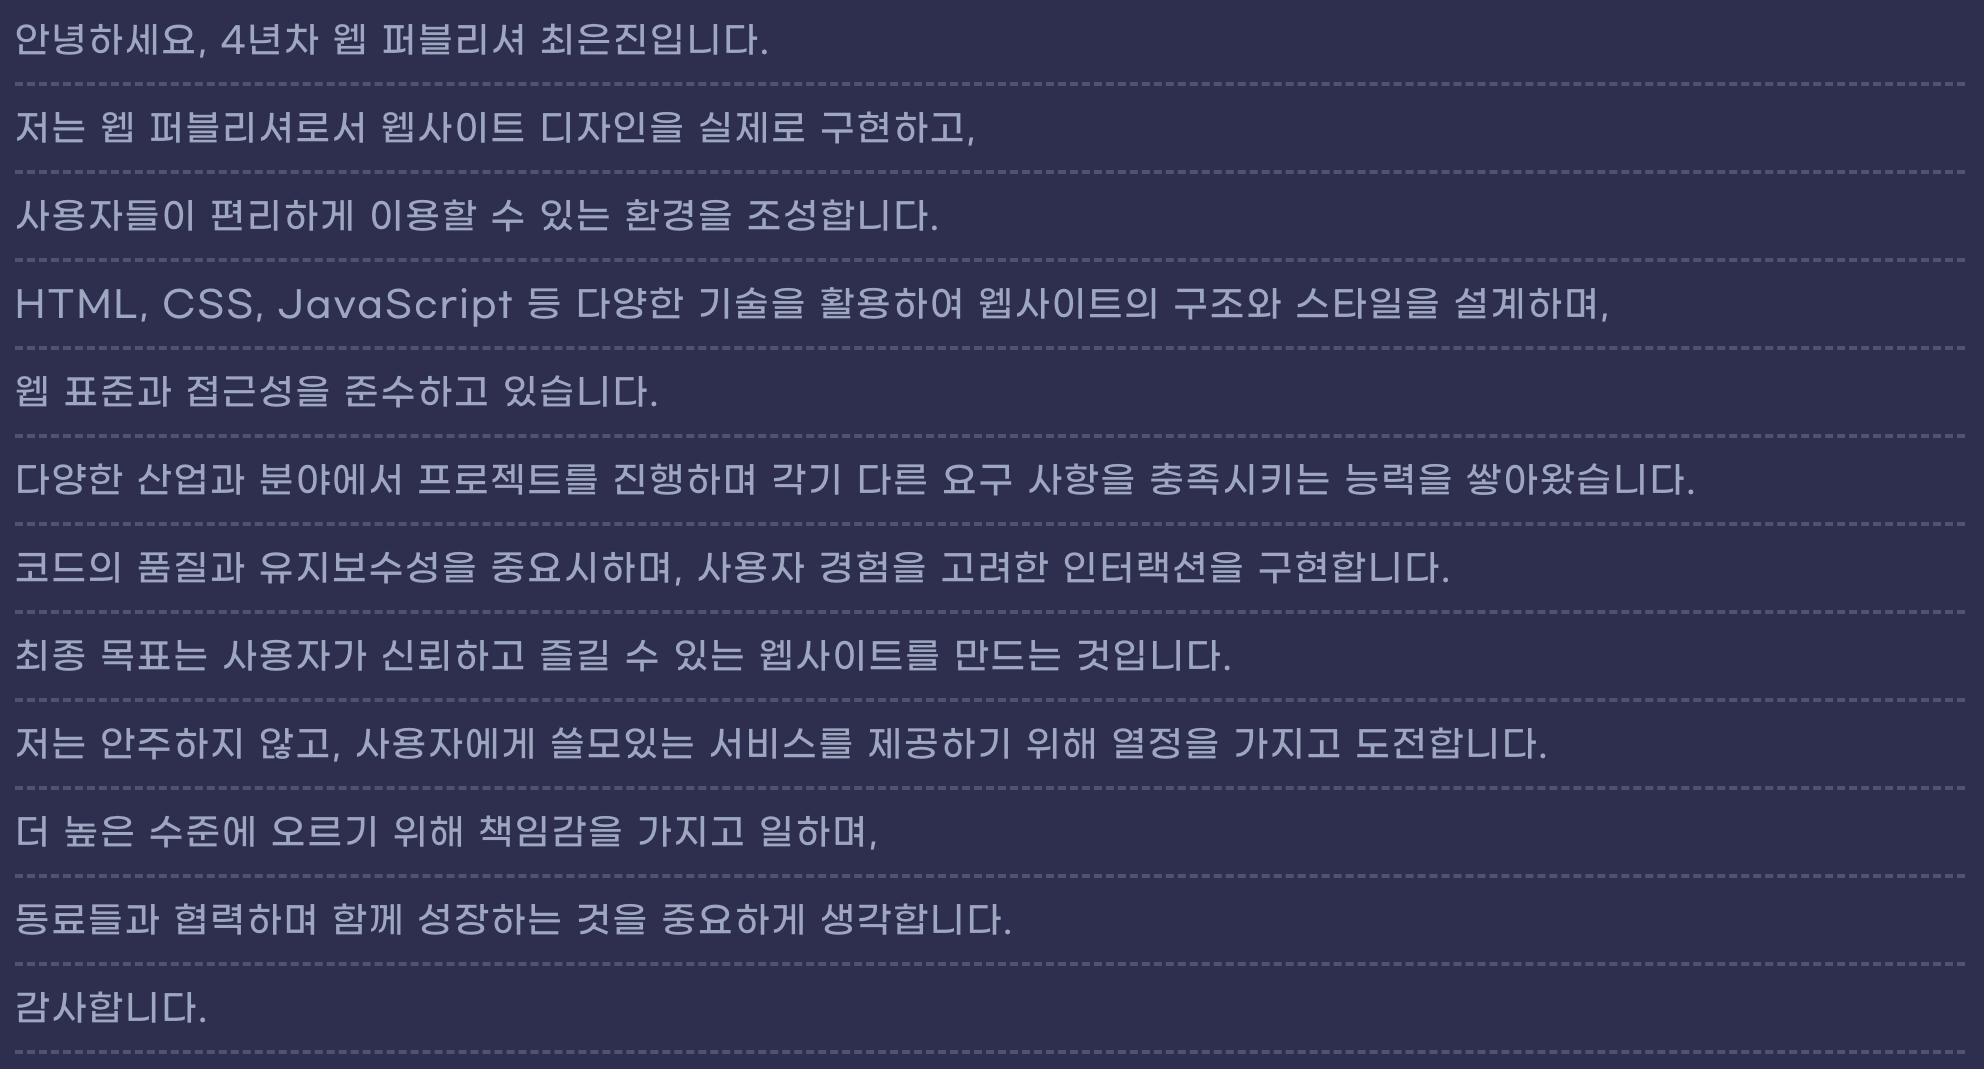 안녕하세요, 4년차 웹 퍼블리셔 최은진입니다.
저는 웹 퍼블리셔로서 웹사이트 디자인을 실제로 구현하고,
사용자들이 편리하게 이용할 수 있는 환경을 조성합니다.
HTML, CSS, JavaScript 등 다양한 기술을 활용하여 웹사이트의 구조와 스타일을 설계하며,
웹 표준과 접근성을 준수하고 있습니다.
다양한 산업과 분야에서 프로젝트를 진행하며 각기 다른 요구 사항을 충족시키는 능력을 쌓아왔습니다.
코드의 품질과 유지보수성을 중요시하며, 사용자 경험을 고려한 인터랙션을 구현합니다.
최종 목표는 사용자가 신뢰하고 즐길 수 있는 웹사이트를 만드는 것입니다.
저는 안주하지 않고, 사용자에게 쓸모있는 서비스를 제공하기 위해 열정을 가지고 도전합니다.
더 높은 수준에 오르기 위해 책임감을 가지고 일하며,
동료들과 협력하며 함께 성장하는 것을 중요하게 생각합니다.
감사합니다.